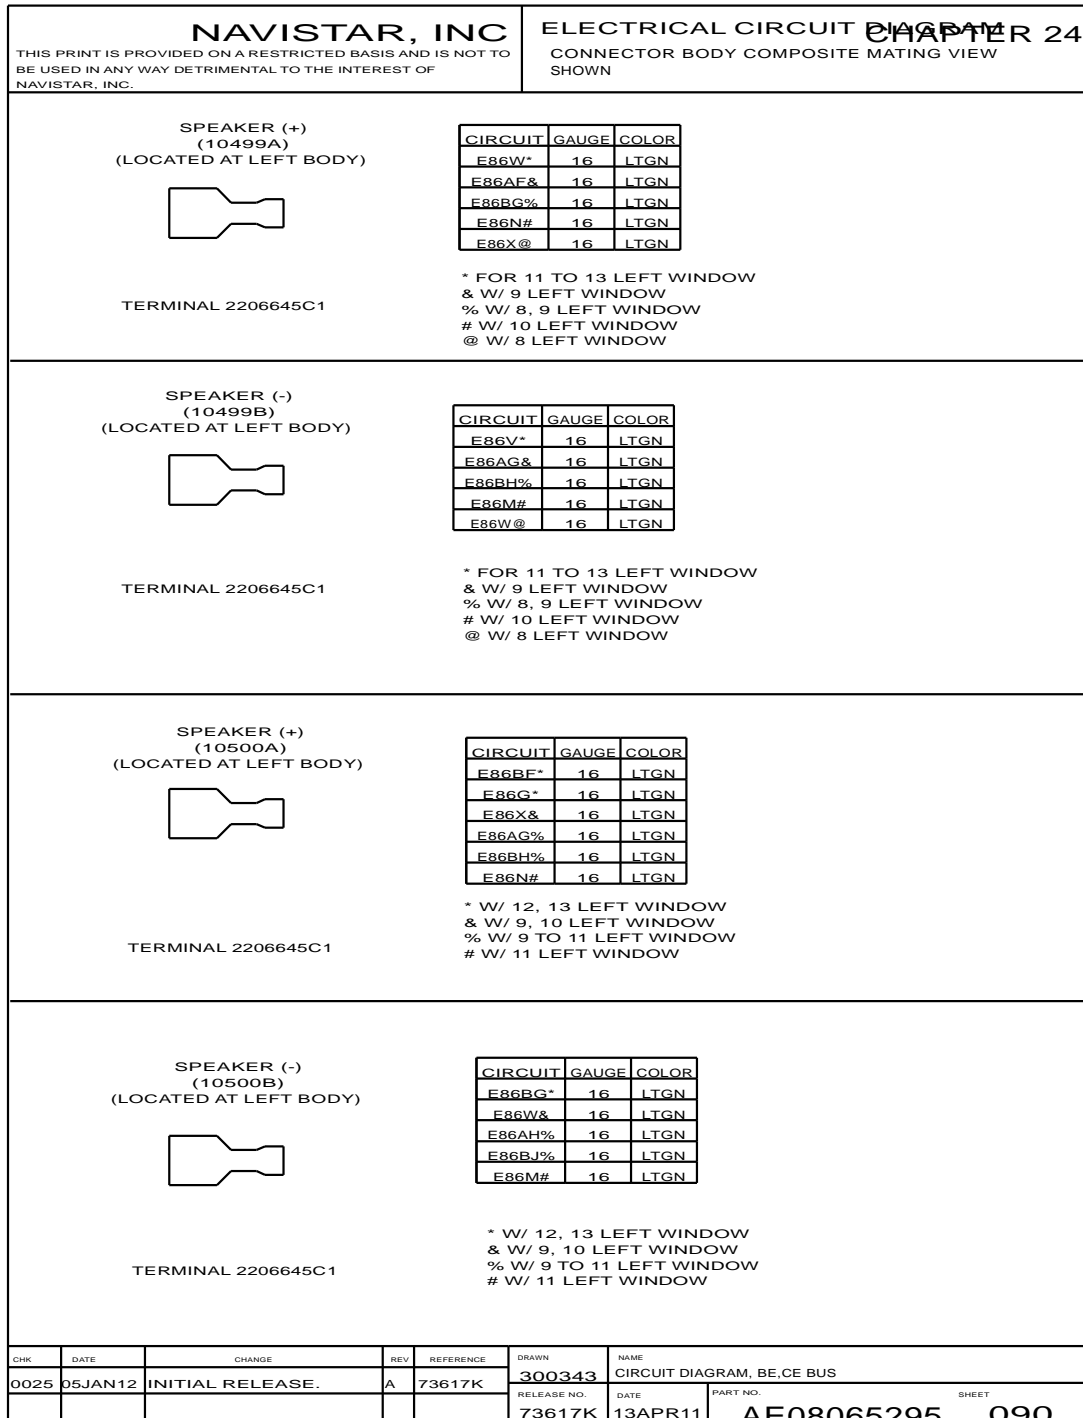 NAVISTAR, INC
THIS PRINT IS PROVIDED ON A RESTRICTED BASIS AND IS NOT TO
BE USED IN ANY WAY DETRIMENTAL TO THE INTEREST OF
NAVISTAR, INC.
ELECTRICAL CIRCUIT DIAGRAM
CHAPTER 24
CONNECTOR BODY COMPOSITE MATING VIEW
SHOWN
SPEAKER (+)
(10499A)
(LOCATED AT LEFT BODY)
TERMINAL 2206645C1
CIRCUIT GAUGE COLOR
E86W* 16 LTGN
E86AF& 16 LTGN
E86BG% 16 LTGN
E86N# 16 LTGN
E86X@ 16 LTGN
* FOR 11 TO 13 LEFT WINDOW
& W/ 9 LEFT WINDOW
% W/ 8, 9 LEFT WINDOW
# W/ 10 LEFT WINDOW
@ W/ 8 LEFT WINDOW
SPEAKER (-)
(10499B)
(LOCATED AT LEFT BODY)
TERMINAL 2206645C1
CIRCUIT GAUGE COLOR
E86V* 16 LTGN
E86AG& 16 LTGN
E86BH% 16 LTGN
E86M# 16 LTGN
E86W@ 16 LTGN
* FOR 11 TO 13 LEFT WINDOW
& W/ 9 LEFT WINDOW
% W/ 8, 9 LEFT WINDOW
# W/ 10 LEFT WINDOW
@ W/ 8 LEFT WINDOW
SPEAKER (+)
(10500A)
(LOCATED AT LEFT BODY)
TERMINAL 2206645C1
CIRCUIT GAUGE COLOR
E86BF* 16 LTGN
E86G* 16 LTGN
E86X& 16 LTGN
E86AG% 16 LTGN
E86BH% 16 LTGN
E86N# 16 LTGN
* W/ 12, 13 LEFT WINDOW
& W/ 9, 10 LEFT WINDOW
% W/ 9 TO 11 LEFT WINDOW
# W/ 11 LEFT WINDOW
SPEAKER (-)
(10500B)
(LOCATED AT LEFT BODY)
TERMINAL 2206645C1
CIRCUIT GAUGE COLOR
E86BG* 16 LTGN
E86W& 16 LTGN
E86AH% 16 LTGN
E86BJ% 16 LTGN
E86M# 16 LTGN
* W/ 12, 13 LEFT WINDOW
& W/ 9, 10 LEFT WINDOW
% W/ 9 TO 11 LEFT WINDOW
# W/ 11 LEFT WINDOW
CHK DATE CHANGE REV REFERENCE
0025 05JAN12 INITIAL RELEASE. A 73617K
DRAWN
300343
NAME
CIRCUIT DIAGRAM, BE,CE BUS
RELEASE NO. DATE PART NO. SHEET
73617K 13APR11 AE08065295 090